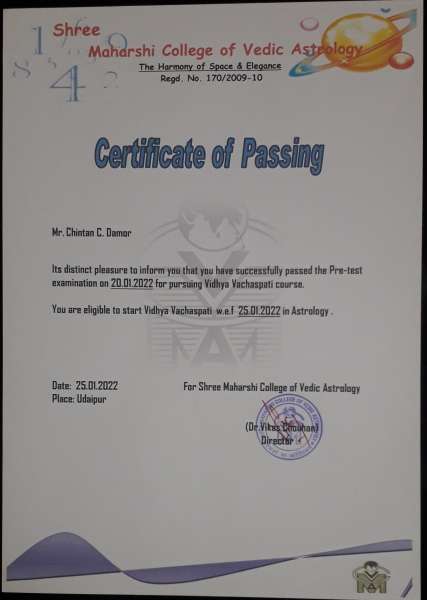 Shree
Maharshi College of Vedic Astrology
The Harmony of Space & Elegance
Regd. No. 170/2009-10
Certificate of Passing
Mr. Chintan C. Damor
Its distinct pleasure to inform you that you have successfully passed the Pre-test
examination on 20.01.2022 for pursuing Vidhya Vachaspati course.
You are eligible to start Vidhya Vachaspati w.e.f 25.01.2022 in Astrology .
Date: 25.01.2022
For Shree Maharshi College of Vedic Astrology
Place: Udaipur
(Dr.Vikas Chouhan)
Director